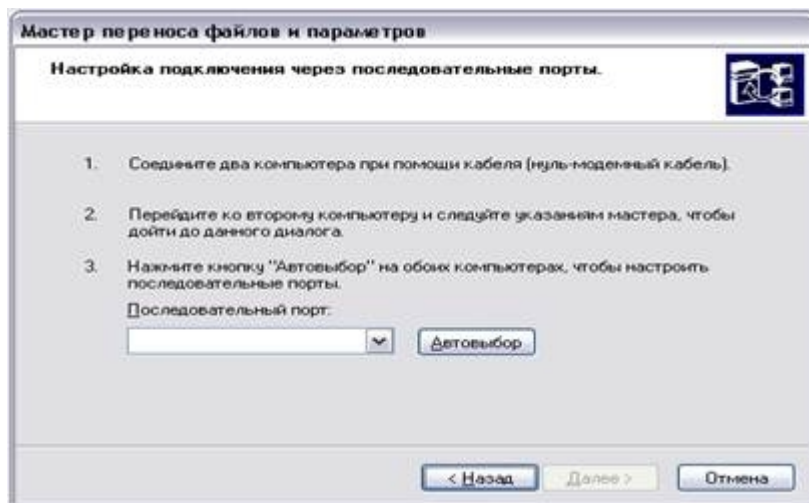 Мастер переноса файлов и параметров
Настройка подключения через последовательные порты.
1. Соедините два компьютера при помощи кабеля (нуль-модемный кабель).
2. Перейдите ко второму компьютеру и следуйте указаниям мастера, чтобы
дойти до данного диалога.
3. Нажмите кнопку "Автовыбор" на обоих компьютерах, чтобы настроить
последовательные порты.
Последовательный порт:
Автовыбор
< Назад Далее > Отмена